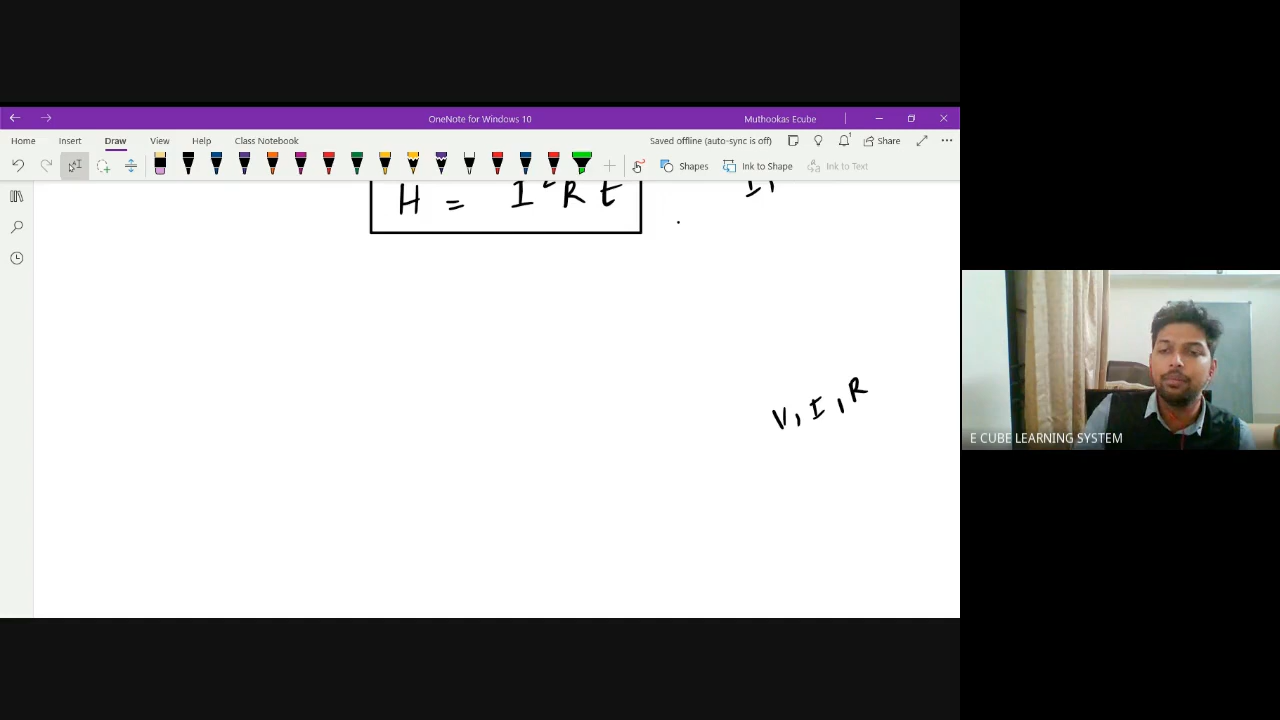 OneNote for Windows 10
Muthookas Ecube
Home Insert Draw View Help Class Notebook
Saved offline (auto-sync is off)
Share
Shapes
Ink to Shape
Ink to Text
H = I²Rt
V, I, R
E CUBE LEARNING SYSTEM